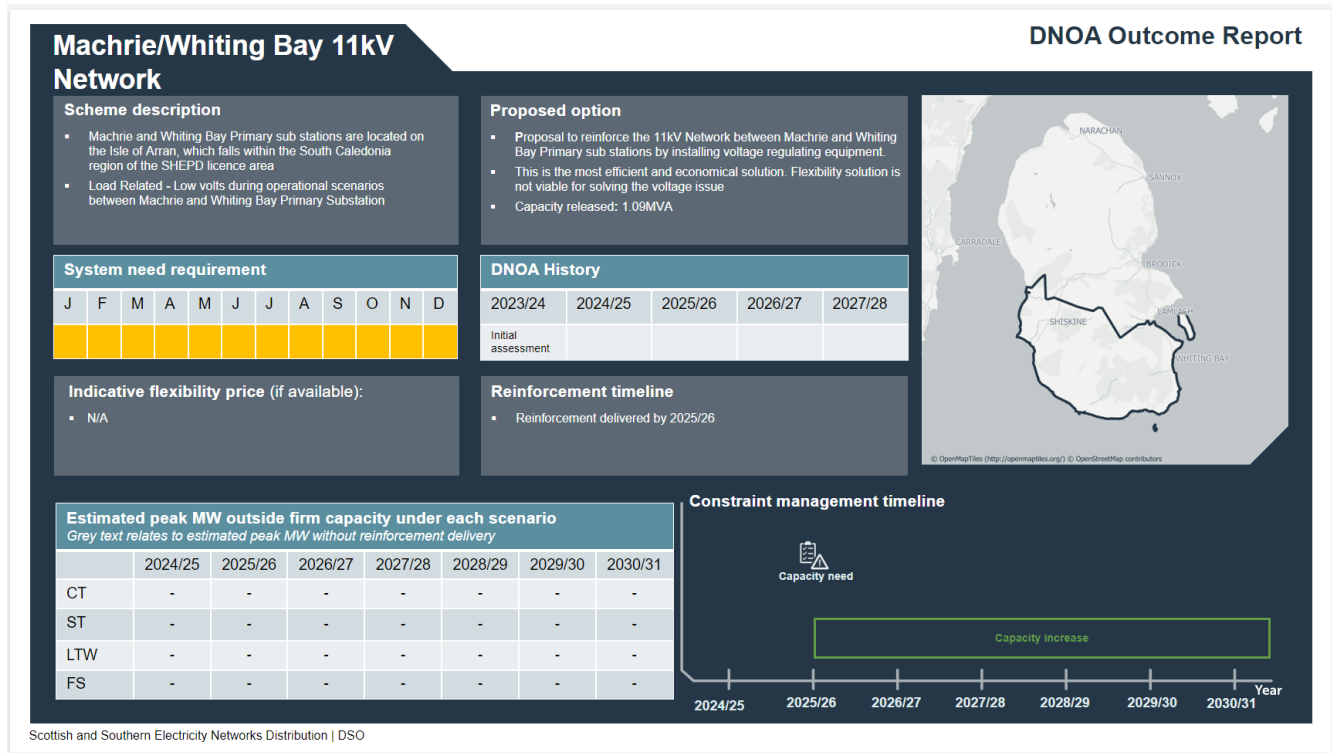 Machrie/Whiting Bay 11kV
Network
DNOA Outcome Report
Scheme description
▪ Machrie and Whiting Bay Primary sub stations are located on
the Isle of Arran, which falls within the South Caledonia
region of the SHEPD licence area
▪ Load Related - Low volts during operational scenarios
between Machrie and Whiting Bay Primary Substation
Proposed option
▪ Proposal to reinforce the 11kV Network between Machrie and Whiting
Bay Primary sub stations by installing voltage regulating equipment.
▪ This is the most efficient and economical solution. Flexibility solution is
not viable for solving the voltage issue
▪ Capacity released: 1.09MVA
NARACHAN
SANNOX
CARRADALE
BRODICK
LAMLASH
SHISKINE
WHITING BAY
© OpenMapTiles (http://openmaptiles.org/) © OpenStreetMap contributors
System need requirement
J F M A M J J A S O N D
DNOA History
2023/24 2024/25 2025/26 2026/27 2027/28
Initial
assessment
Indicative flexibility price (if available):
▪ N/A
Reinforcement timeline
▪ Reinforcement delivered by 2025/26
Estimated peak MW outside firm capacity under each scenario
Grey text relates to estimated peak MW without reinforcement delivery
2024/25 2025/26 2026/27 2027/28 2028/29 2029/30 2030/31
CT - - - - - - -
ST - - - - - - -
LTW - - - - - - -
FS - - - - - - -
Constraint management timeline
Capacity need
Capacity increase
Year
2024/25 2025/26 2026/27 2027/28 2028/29 2029/30 2030/31
Scottish and Southern Electricity Networks Distribution | DSO